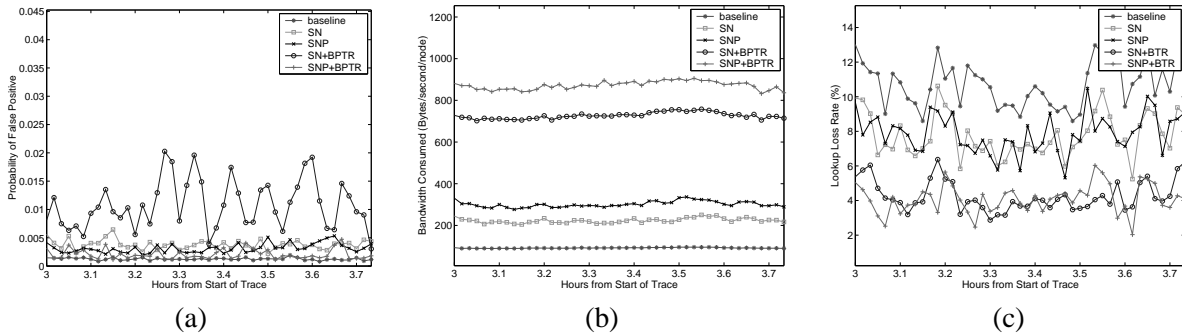 0.045
0.04
0.035
0.03
0.025
0.02
0.015
0.01
0.005
0
Probability of False Positive
baseline
SN
SNP
SN+BPTR
SNP+BPTR
3 3.1 3.2 3.3 3.4 3.5 3.6 3.7
Hours from Start of Trace
(a)
1200
1000
800
600
400
200
Bandwidth Consumed (Bytes/second/node)
baseline
SN
SNP
SN+BPTR
SNP+BPTR
3 3.1 3.2 3.3 3.4 3.5 3.6 3.7
Hours from Start of Trace
(b)
14
12
10
8
6
4
2
Lookup Loss Rate (%)
baseline
SN
SNP
SN+BTR
SNP+BTR
3 3.1 3.2 3.3 3.4 3.5 3.6 3.7
Hours from Start of Trace
(c)